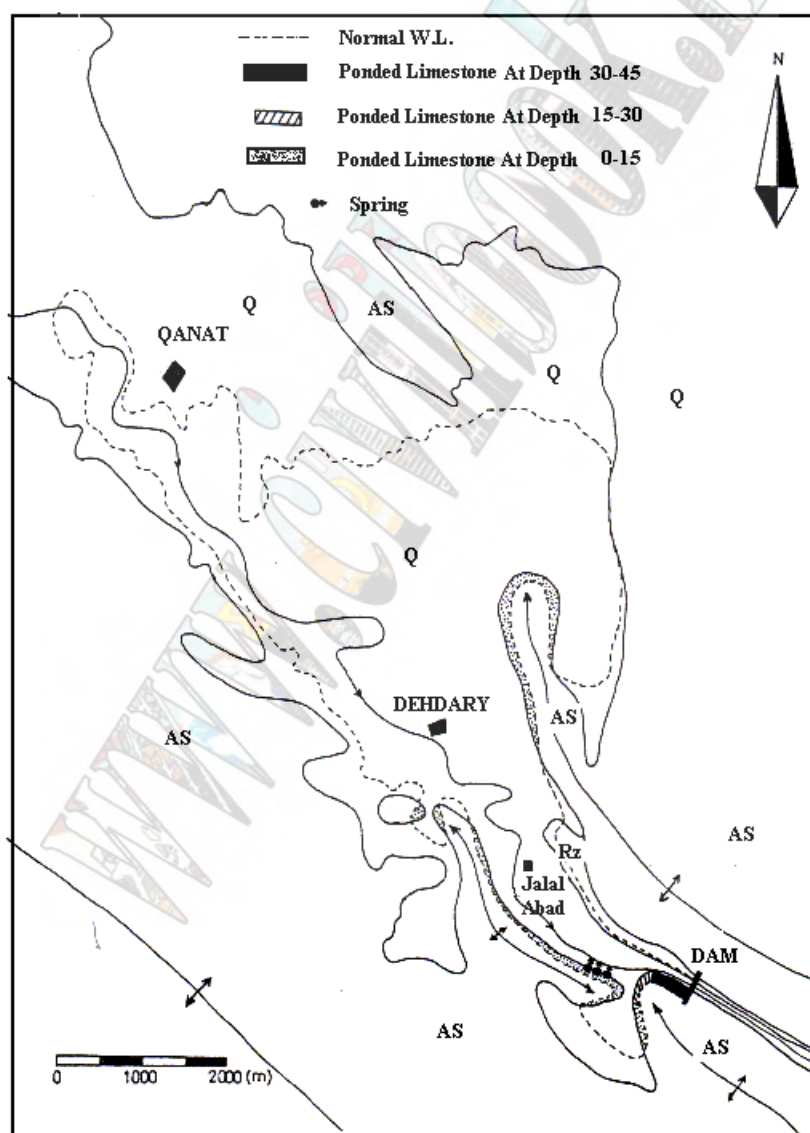 Normal W.L.
Ponded Limestone At Depth 30-45
Ponded Limestone At Depth 15-30
Ponded Limestone At Depth 0-15
Spring
N
Q
AS
QANAT
Q
Q
Q
DEHDARY
AS
AS
AS
Rz
Jalal
Abad
DAM
AS
AS
0 1000 2000 (m)